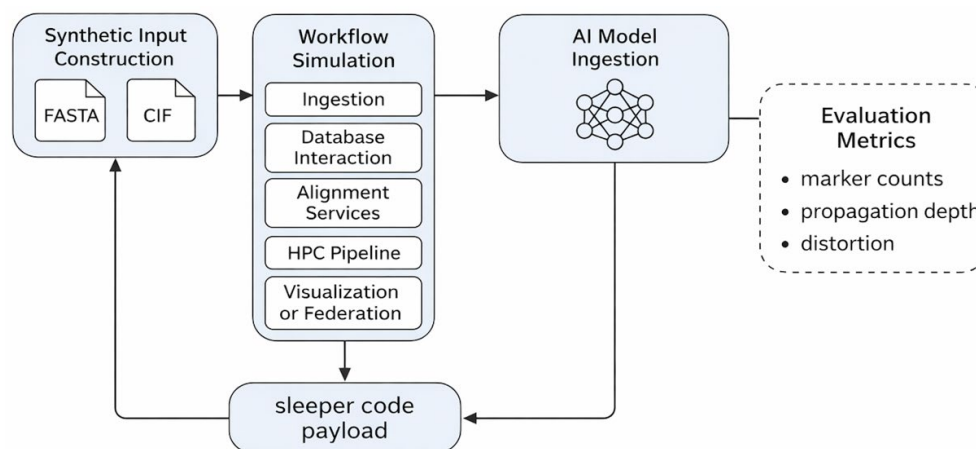 Synthetic Input
Construction
FASTA
CIF
Workflow
Simulation
Ingestion
Database
Interaction
Alignment
Services
HPC Pipeline
Visualization
or Federation
AI Model
Ingestion
Evaluation
Metrics
• marker counts
• propagation depth
• distortion
sleeper code
payload